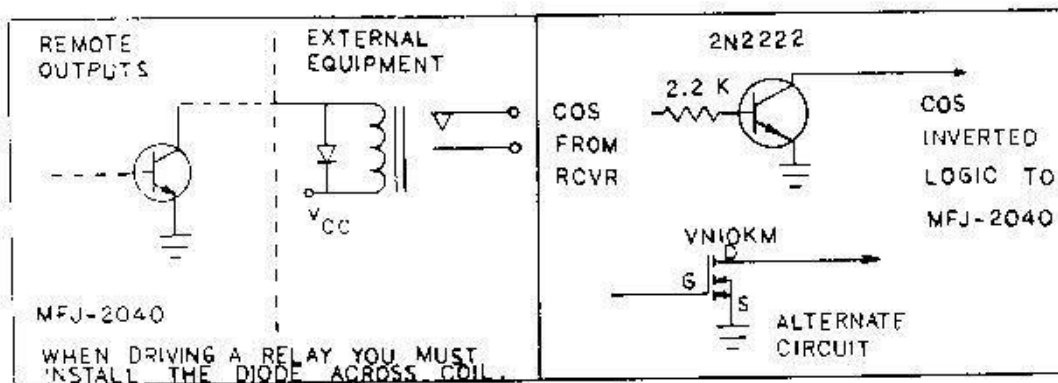 REMOTE
OUTPUTS
EXTERNAL
EQUIPMENT
VCC
MFJ-2040
WHEN DRIVING A RELAY YOU MUST
INSTALL THE DIODE ACROSS COIL.
2N2222
2.2 K
COS
FROM
RCVR
COS
INVERTED
LOGIC TO
MFJ-2040
VN10KM
D
G
S
ALTERNATE
CIRCUIT